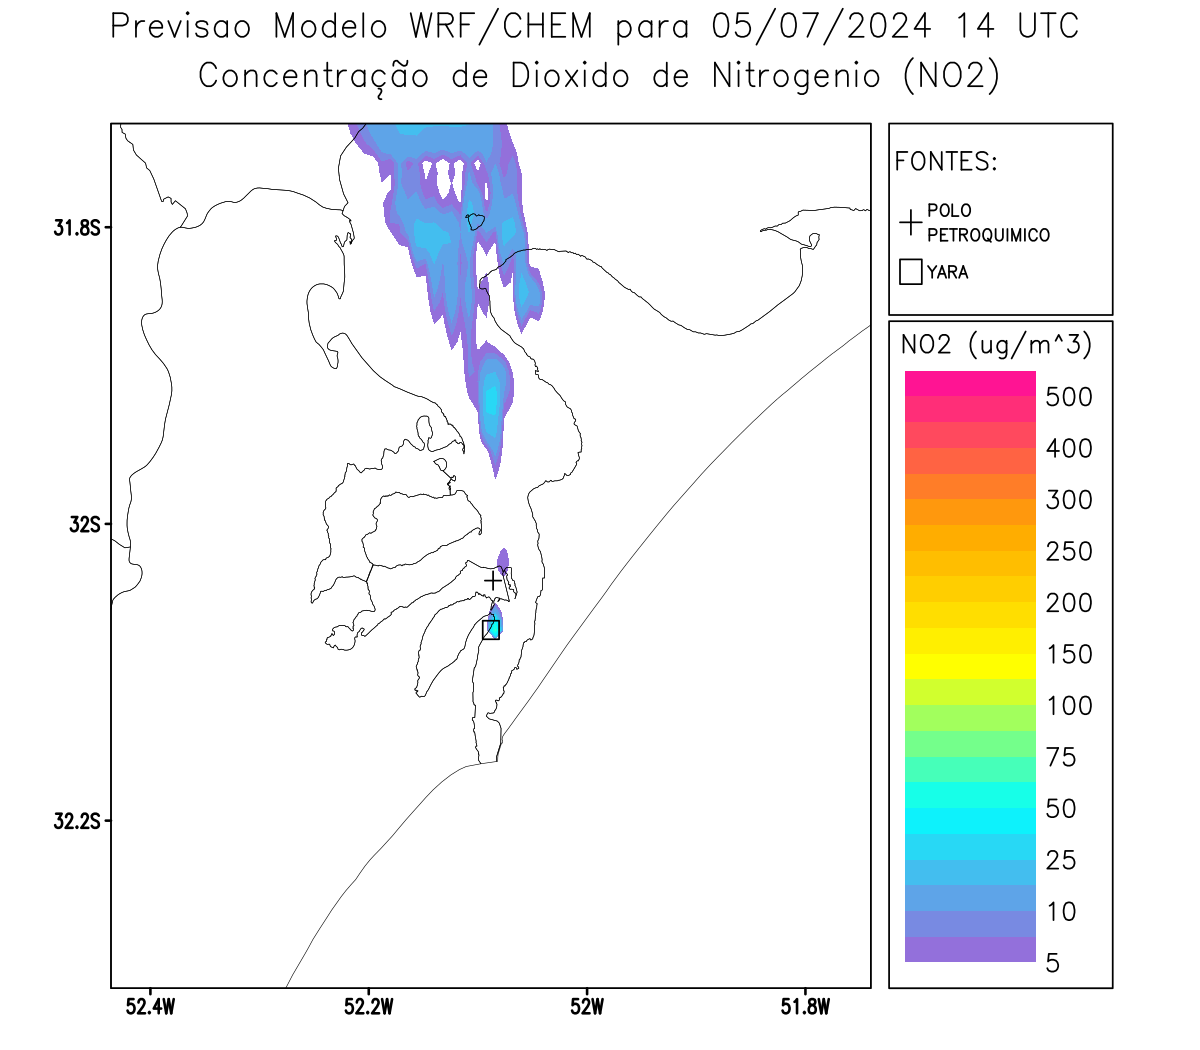 Previsao Modelo WRF/CHEM para 05/07/2024 14 UTC
Concentração de Dioxido de Nitrogenio (NO2)
FONTES:
POLO
PETROQUIMICO
YARA
31.8S
32S
32.2S
52.4W
52.2W
52W
51.8W
NO2 (ug/m^3)
500
400
300
250
200
150
100
75
50
25
10
5